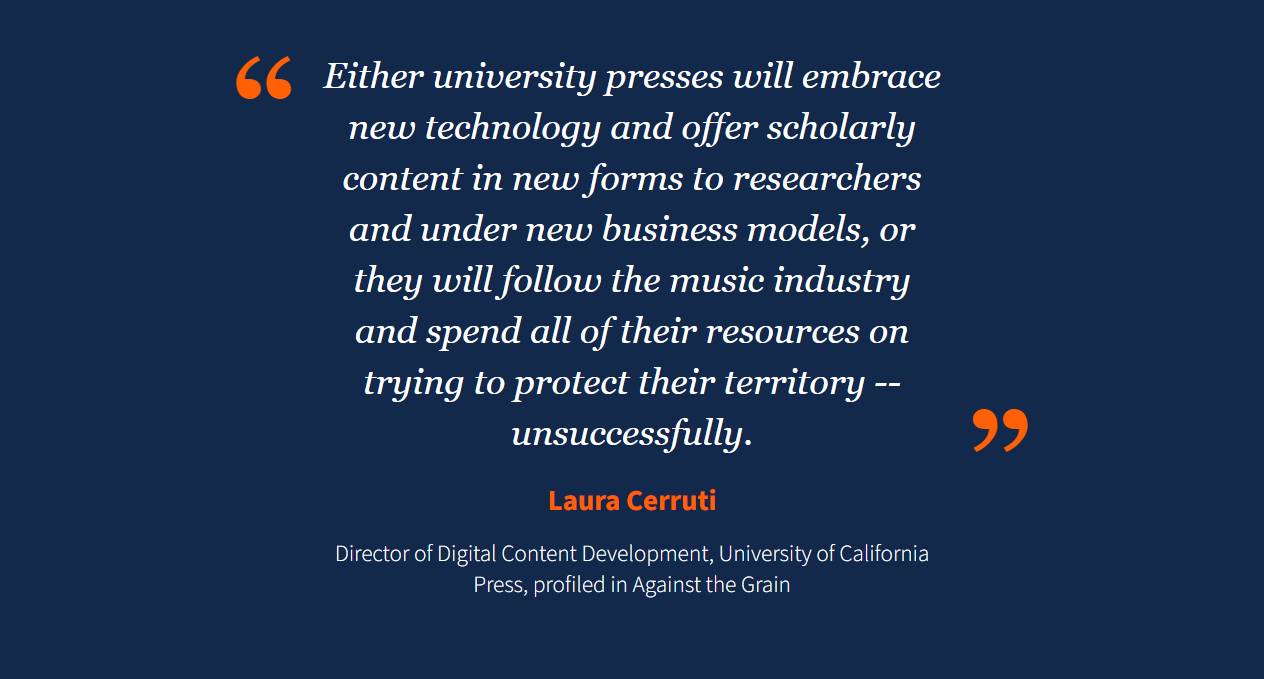 “ Either university presses will embrace
new technology and offer scholarly
content in new forms to researchers
and under new business models, or
they will follow the music industry
and spend all of their resources on
trying to protect their territory --
unsuccessfully. ”
Laura Cerruti
Director of Digital Content Development, University of California
Press, profiled in Against the Grain